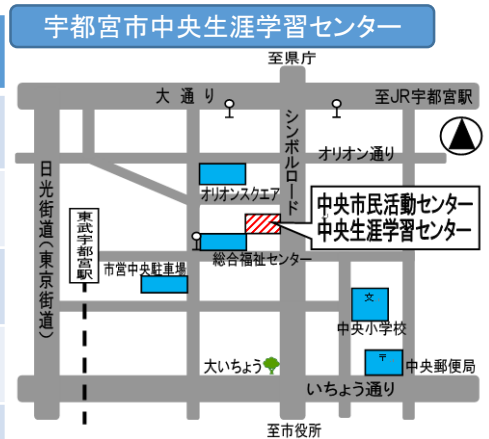 宇都宮市中央生涯学習センター
至県庁
大通り
至JR宇都宮駅
シンボルロード
オリオン通り
日光街道(東京街道)
オリオンスクエア
中央市民活動センター
中央生涯学習センター
東武宇都宮駅
総合福祉センター
市営中央駐車場
文
中央小学校
大いちょう
〒
中央郵便局
いちょう通り
至市役所